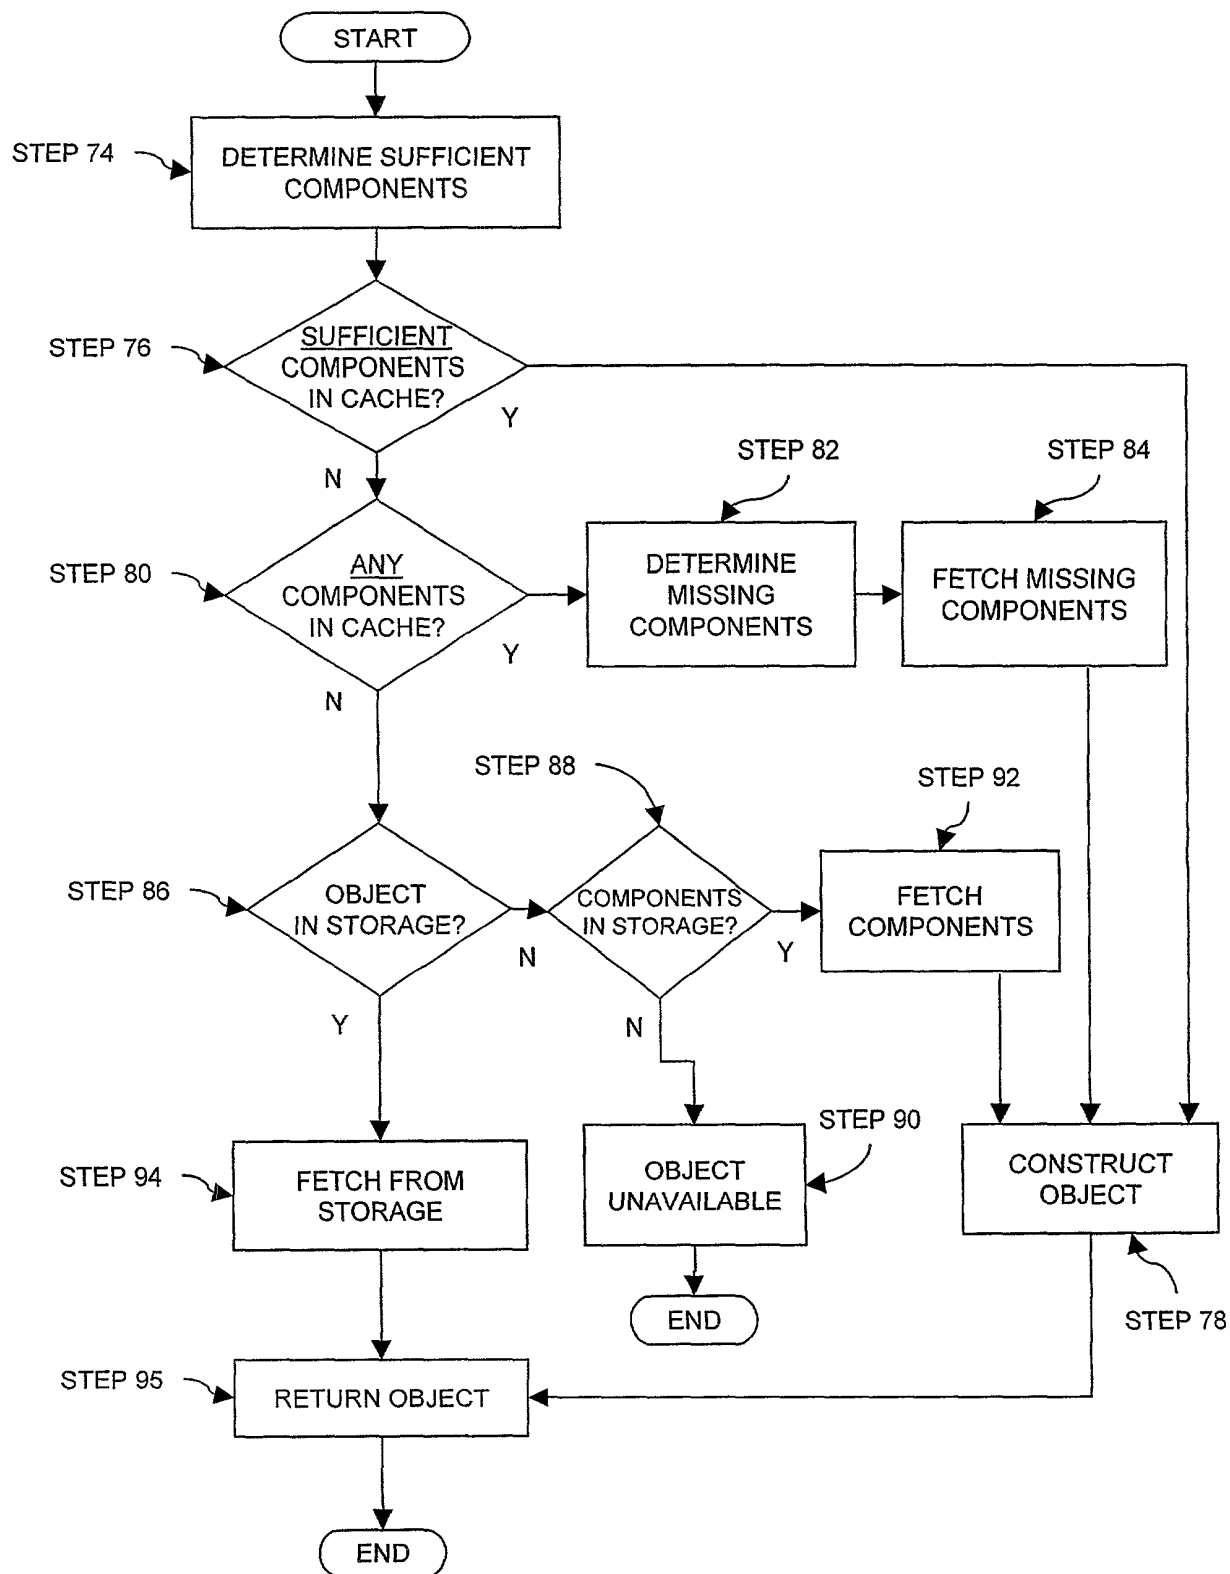 START
STEP 74
DETERMINE SUFFICIENT
COMPONENTS
STEP 76
SUFFICIENT
COMPONENTS
IN CACHE?
Y
N
STEP 82
STEP 84
STEP 80
ANY
COMPONENTS
IN CACHE?
Y
N
DETERMINE
MISSING
COMPONENTS
FETCH MISSING
COMPONENTS
STEP 88
STEP 92
STEP 86
OBJECT
IN STORAGE?
N
Y
COMPONENTS
IN STORAGE?
Y
N
FETCH
COMPONENTS
STEP 90
STEP 94
FETCH FROM
STORAGE
OBJECT
UNAVAILABLE
CONSTRUCT
OBJECT
END
STEP 78
STEP 95
RETURN OBJECT
END